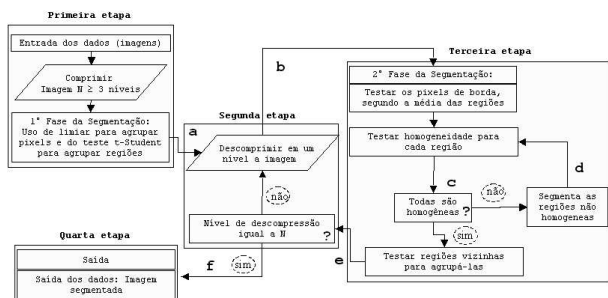 Primeira etapa
Entrada dos dados (imagens)
Comprimir
Imagem N ≥ 3 níveis
1ª Fase da Segmentação:
Uso de limiar para agrupar
pixels e do teste t-Student
para agrupar regiões
a
b
Segunda etapa
Descomprimir em um
nível a imagem
não
Nível de descompressão
igual a N
?
sim
f
e
Terceira etapa
2ª Fase da Segmentação:
Testar os pixels de borda,
segundo a média das regiões
Testar homogeneidade para
cada região
c
d
Todas são
homogêneas ?
não
Segmenta as
regiões não
homogeneas
sim
Testar regiões vizinhas
para agrupá-las
Quarta etapa
Saída
Saída dos dados: Imagem
segmentada